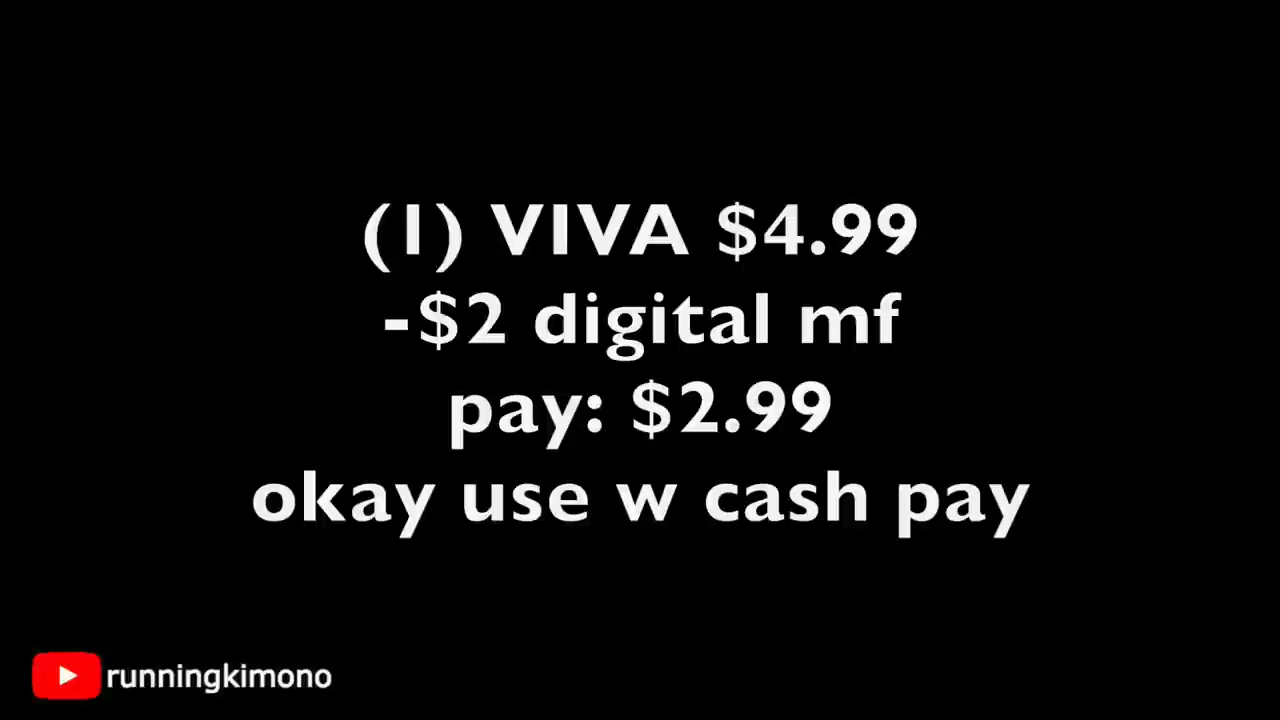 (1) VIVA $4.99
-$2 digital mf
pay: $2.99
okay use w cash pay
runningkimono